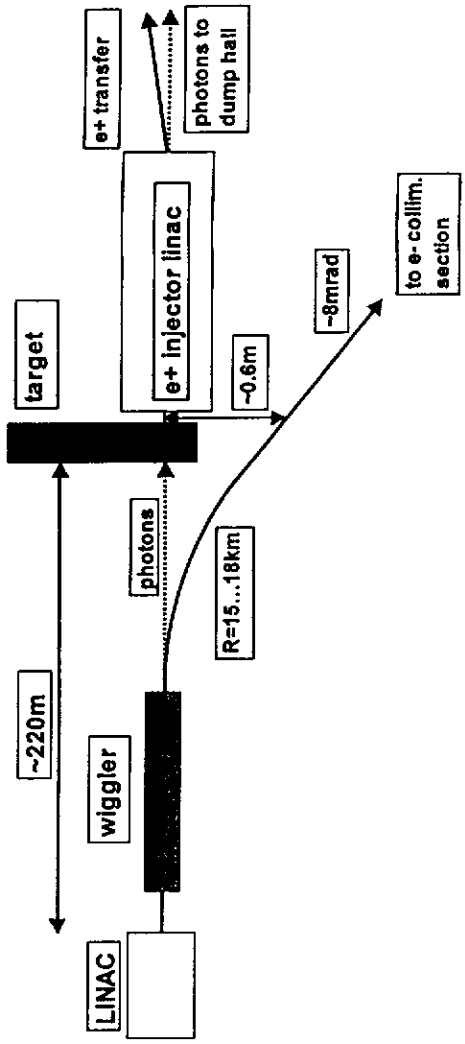 LINAC
~220m
wiggler
photons
R=15...18km
target
e+ injector linac
~0.6m
~8mrad
to e- collim.
section
e+ transfer
photons to
dump hall